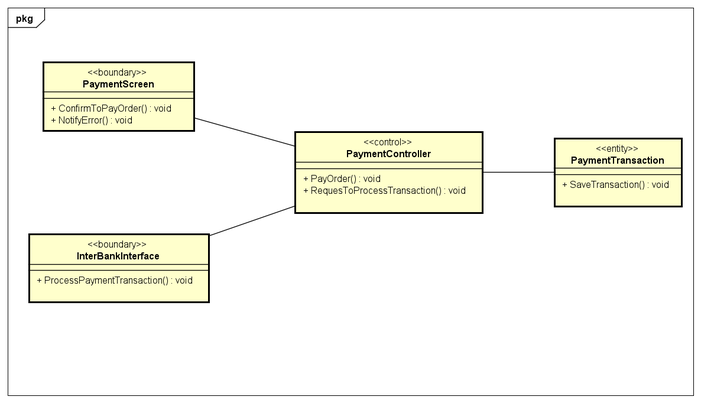 pkg
<<boundary>>
PaymentScreen
+ ConfirmToPayOrder() : void
+ NotifyError() : void
<<control>>
PaymentController
+ PayOrder() : void
+ RequesToProcessTransaction() : void
<<entity>>
PaymentTransaction
+ SaveTransaction() : void
<<boundary>>
InterBankInterface
+ ProcessPaymentTransaction() : void